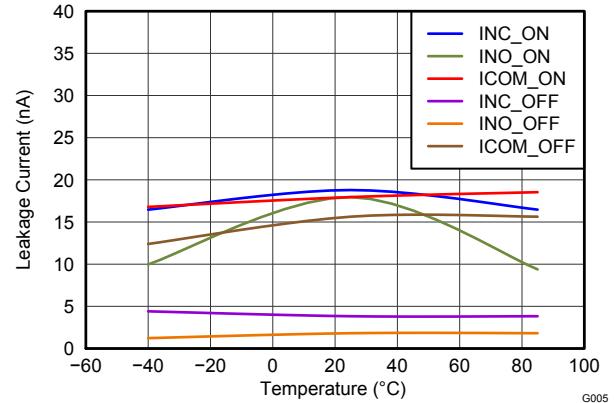 40
35
30
25
20
15
10
5
0
Leakage Current (nA)
INC_ON
INO_ON
ICOM_ON
INC_OFF
INO_OFF
ICOM_OFF
−60 −40 −20 0 20 40 60 80 100
Temperature (°C)
G005